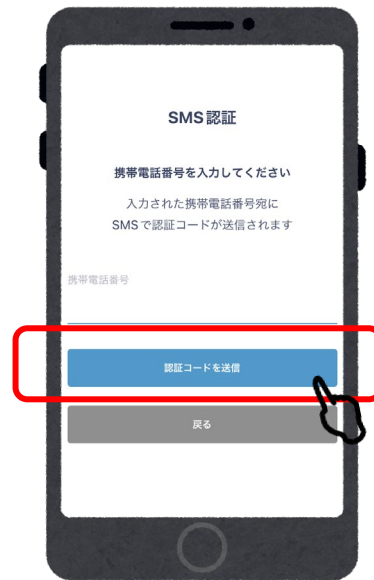 SMS認証
携帯電話番号を入力してください
入力された携帯電話番号宛に
SMSで認証コードが送信されます
携帯電話番号
認証コードを送信
戻る